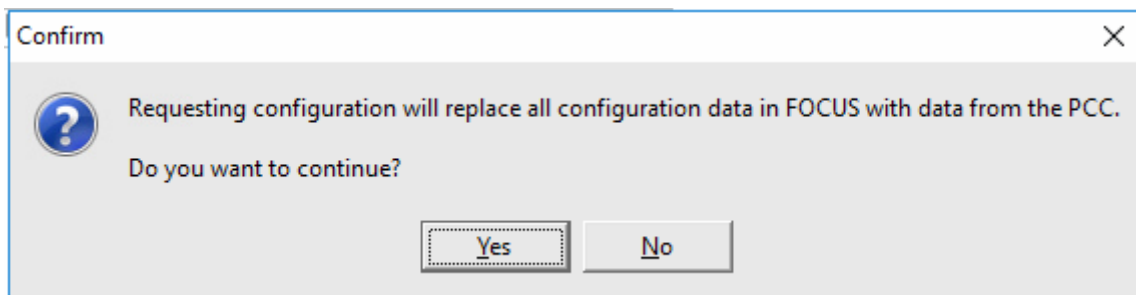 Confirm
Requesting configuration will replace all configuration data in FOCUS with data from the PCC.
Do you want to continue?
Yes
No